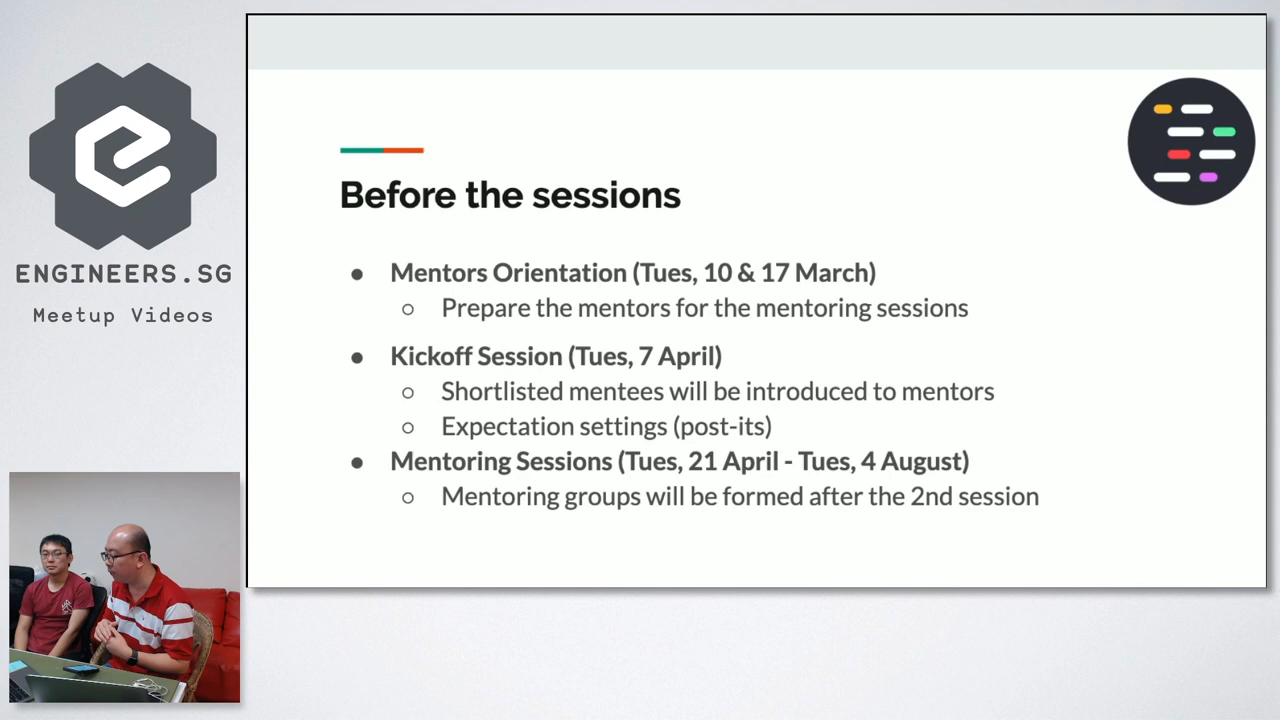 ENGINEERS.SG
Meetup Videos
Before the sessions
● Mentors Orientation (Tues, 10 & 17 March)
○ Prepare the mentors for the mentoring sessions
● Kickoff Session (Tues, 7 April)
○ Shortlisted mentees will be introduced to mentors
○ Expectation settings (post-its)
● Mentoring Sessions (Tues, 21 April - Tues, 4 August)
○ Mentoring groups will be formed after the 2nd session